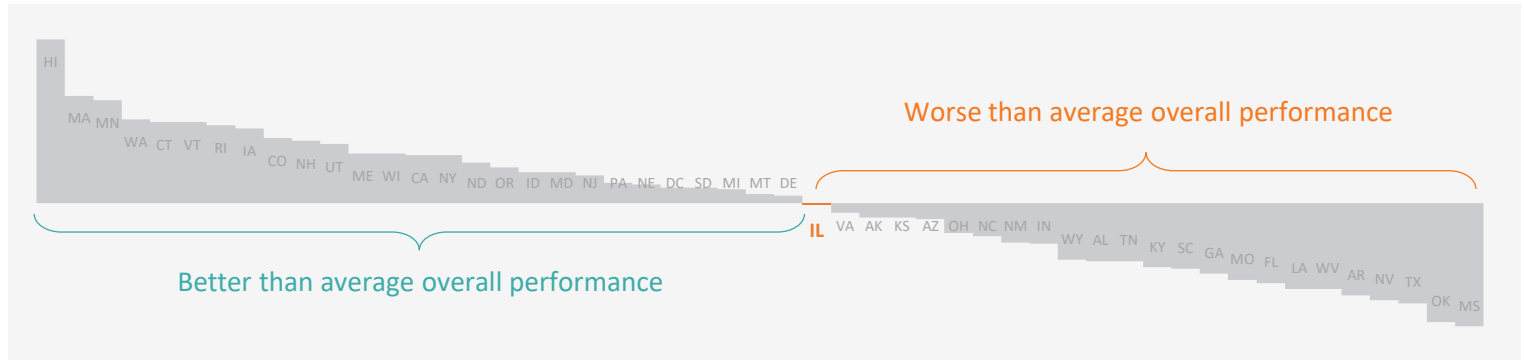 HI
MA MN WA CT VT RI IA CO NH UT ME WI CA NY ND OR ID MD NJ PA NE DC SD MI MT DE
Worse than average overall performance
IL VA AK KS AZ OH NC NM IN WY AL TN KY SC GA MO FL LA WV AR NV TX OK MS
Better than average overall performance